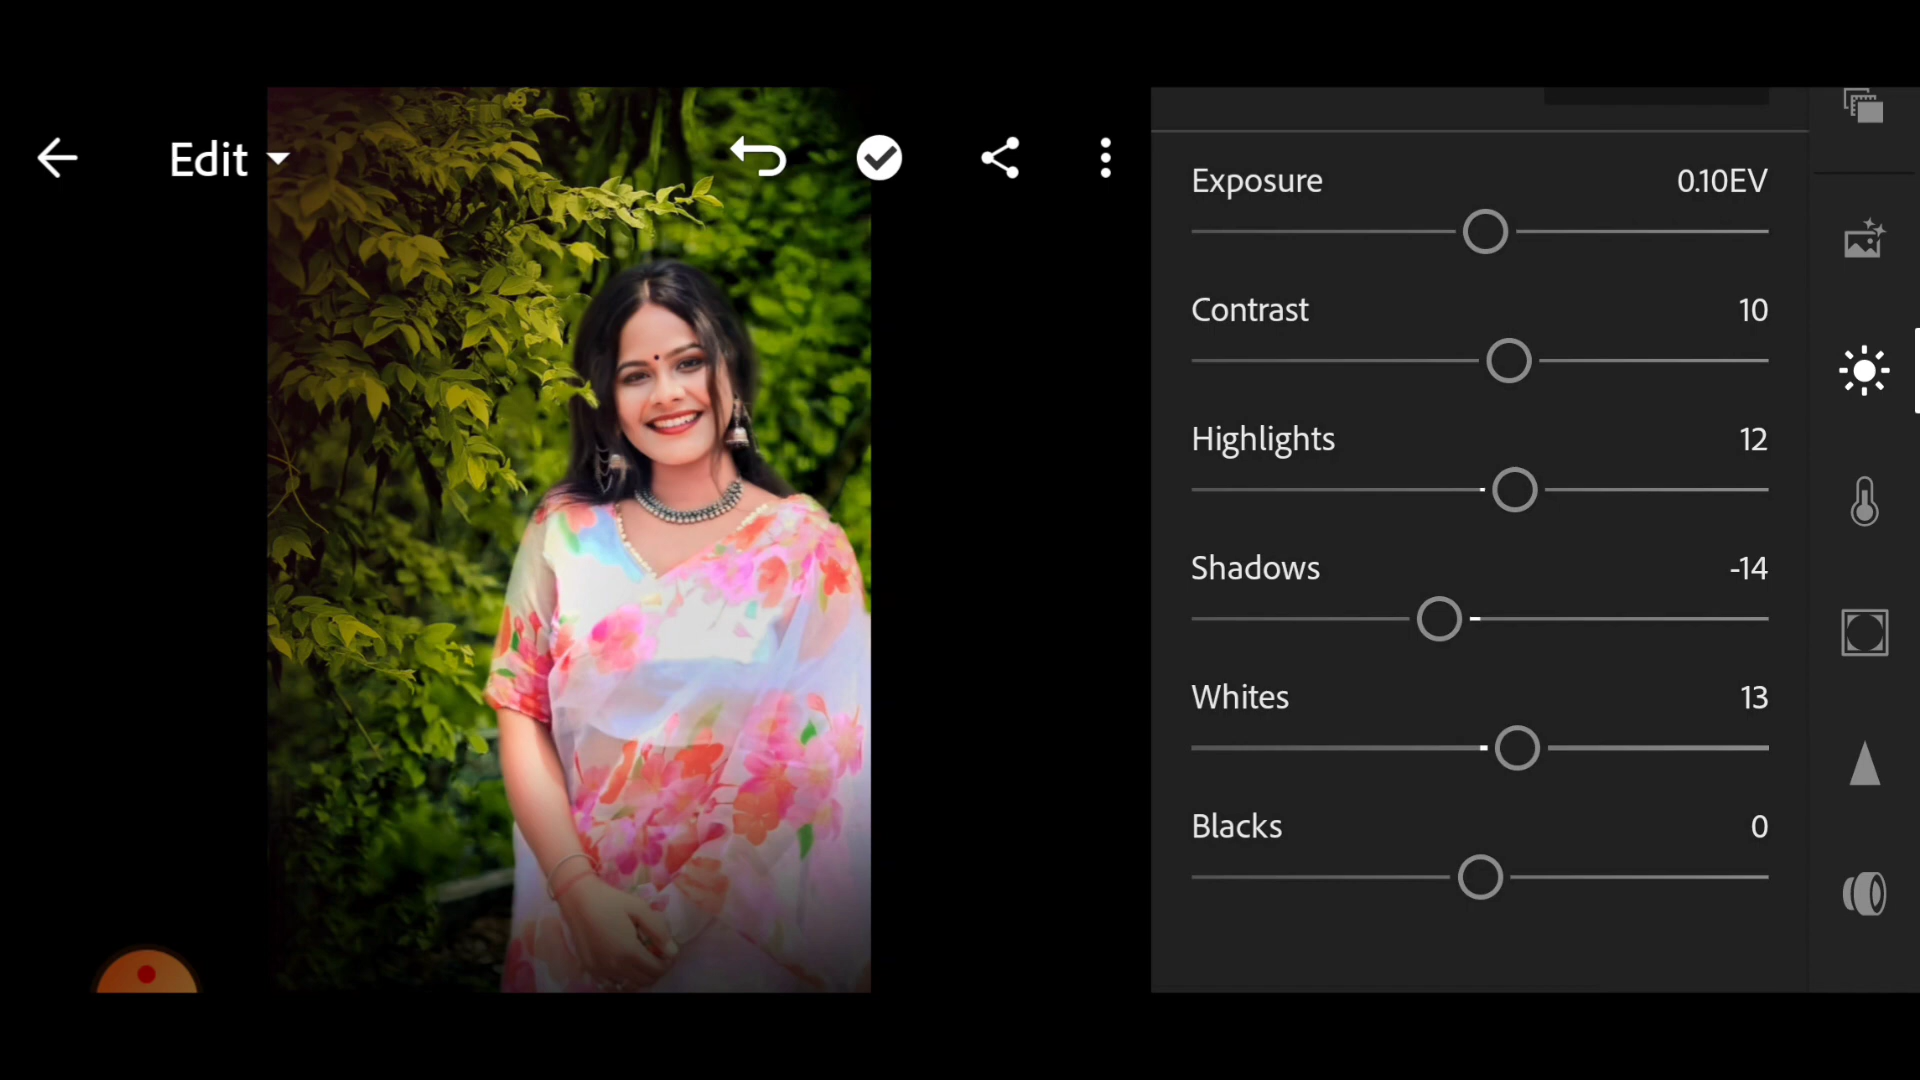 Edit
Exposure 0.10EV
Contrast 10
Highlights 12
Shadows -14
Whites 13
Blacks 0